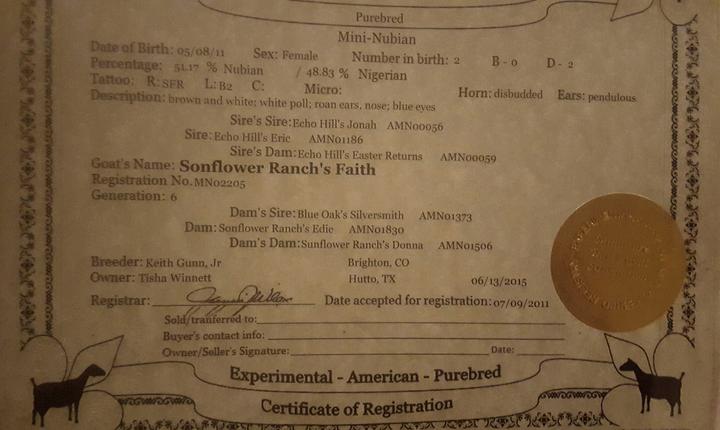 Purebred
Mini-Nubian
Date of Birth: 05/08/11 Sex: Female Number in birth: 2 B - 0 D - 2
Percentage: 51.17 % Nubian / 48.83 % Nigerian
Tattoo: R: SFR L: B2 C: Micro: Horn: disbudded Ears: pendulous
Description: brown and white; white poll; roan ears, nose; blue eyes
Sire's Sire: Echo Hill's Jonah AMN00056
Sire: Echo Hill's Eric AMN01186
Sire's Dam: Echo Hill's Easter Returns AMN00059
Goat's Name: Sonflower Ranch's Faith
Registration No. MN02205
Generation: 6
Dam's Sire: Blue Oak's Silversmith AMN01373
Dam: Sonflower Ranch's Edie AMN01830
Dam's Dam: Sunflower Ranch's Donna AMN01506
Breeder: Keith Gunn, Jr Brighton, CO
Owner: Tisha Winnett Hutto, TX 06/13/2015
Registrar: Date accepted for registration: 07/09/2011
Sold/tranferred to:
Buyer's contact info:
Owner/Seller's Signature: Date:
Experimental - American - Purebred
Certificate of Registration